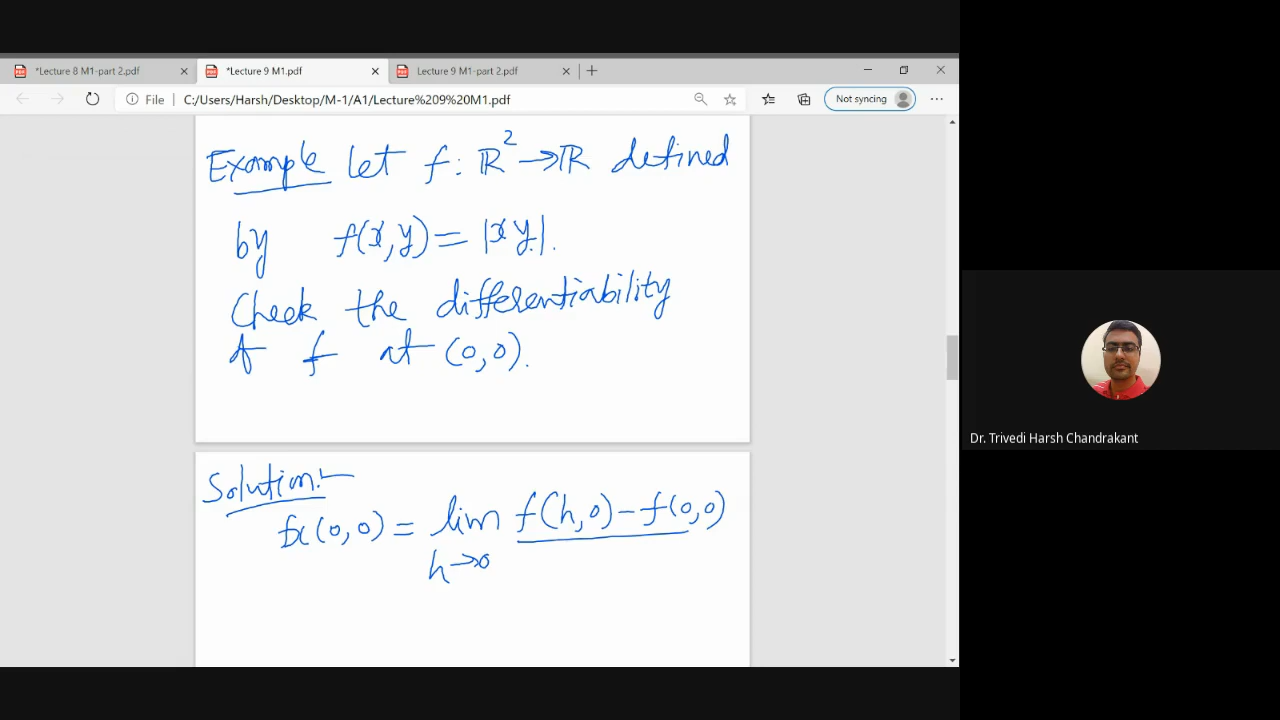 *Lecture 8 M1-part 2.pdf
*Lecture 9 M1.pdf
Lecture 9 M1-part 2.pdf
File
C:/Users/Harsh/Desktop/M-1/A1/Lecture%209%20M1.pdf
Not syncing
Example Let f: ℝ² → ℝ defined
by f(x,y) = |xy|.
Check the differentiability
of f at (0,0).
Solution:-
fx(0,0) = lim f(h,0) - f(0,0)
h→0
Dr. Trivedi Harsh Chandrakant